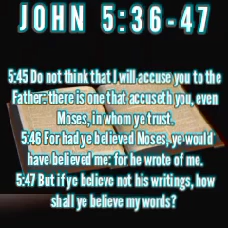 JOHN 5:36-47
5:45 Do not think that I will accuse you to the
Father: there is one that accuseth you, even
Moses, in whom ye trust.
5:46 For had ye believed Moses, ye would
have believed me: for he wrote of me.
5:47 But if ye believe not his writings, how
shall ye believe my words?